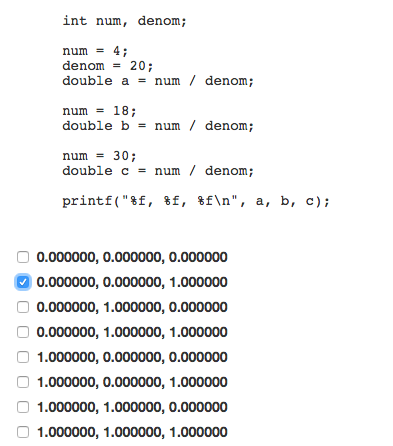 int num, denom;
num = 4;
denom = 20;
double a = num / denom;
num = 18;
double b = num / denom;
num = 30;
double c = num / denom;
printf("%f, %f, %f\n", a, b, c);
0.000000, 0.000000, 0.000000
0.000000, 0.000000, 1.000000
0.000000, 1.000000, 0.000000
0.000000, 1.000000, 1.000000
1.000000, 0.000000, 0.000000
1.000000, 0.000000, 1.000000
1.000000, 1.000000, 0.000000
1.000000, 1.000000, 1.000000